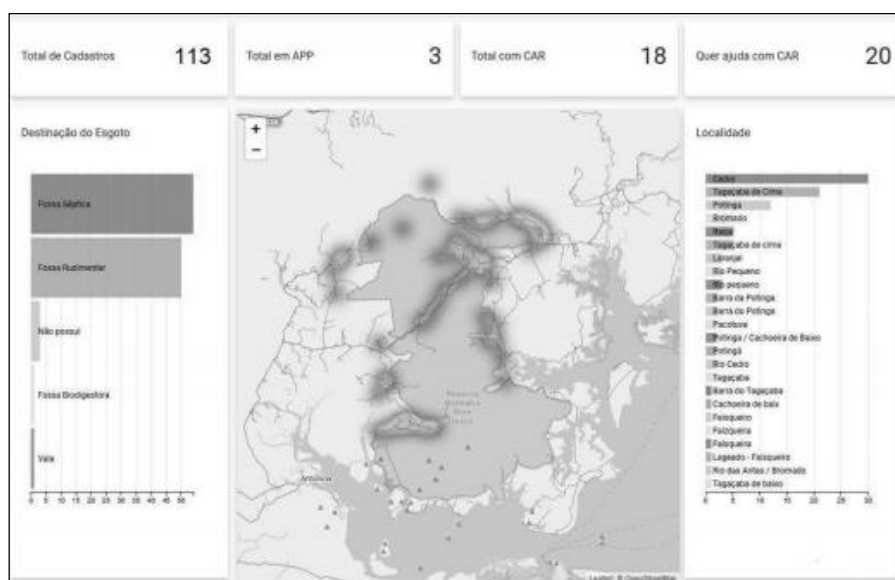 Total de Cadastros 113
Total em APP 3
Total com CAR 18
Quer ajuda com CAR 20
Destinação do Esgoto
Fossa Séptica
Fossa Rudimentar
Não possui
Fossa Biodigestora
Vala
0 5 10 15 20 25 30 35 40 45 50
+
−
Antonina
Leaflet | © OpenStreetMap
Localidade
Cedro
Tagaçaba de Cima
Potinga
Bromado
Itaqui
Tagaçaba de cima
Laranjal
Rio Pequeno
Rio pequeno
Barra da Potinga
Barra do Potinga
Pacotuva
Potinga / Cachoeira de Baixo
Potingá
Rio Cedro
Tagaçaba
Barra do Tagaçaba
Cachoeira de baix
Faisqueiro
Faizqueira
Faisqueira
Lageado - Faisqueiro
Rio das Antas / Bromado
Tagaçaba de baixo
0 5 10 15 20 25 30